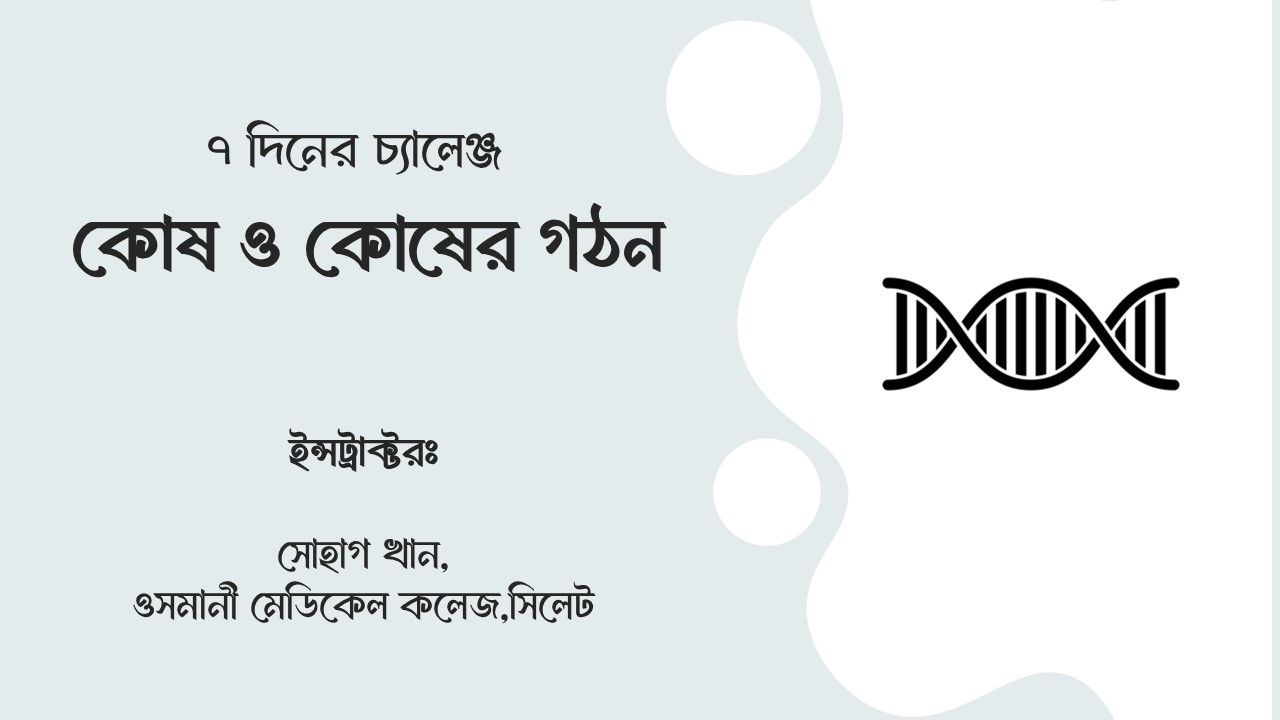 ৭ দিনের চ্যালেঞ্জ
কোষ ও কোষের গঠন
ইন্সট্রাক্টরঃ
সোহাগ খান,
ওসমানী মেডিকেল কলেজ,সিলেট